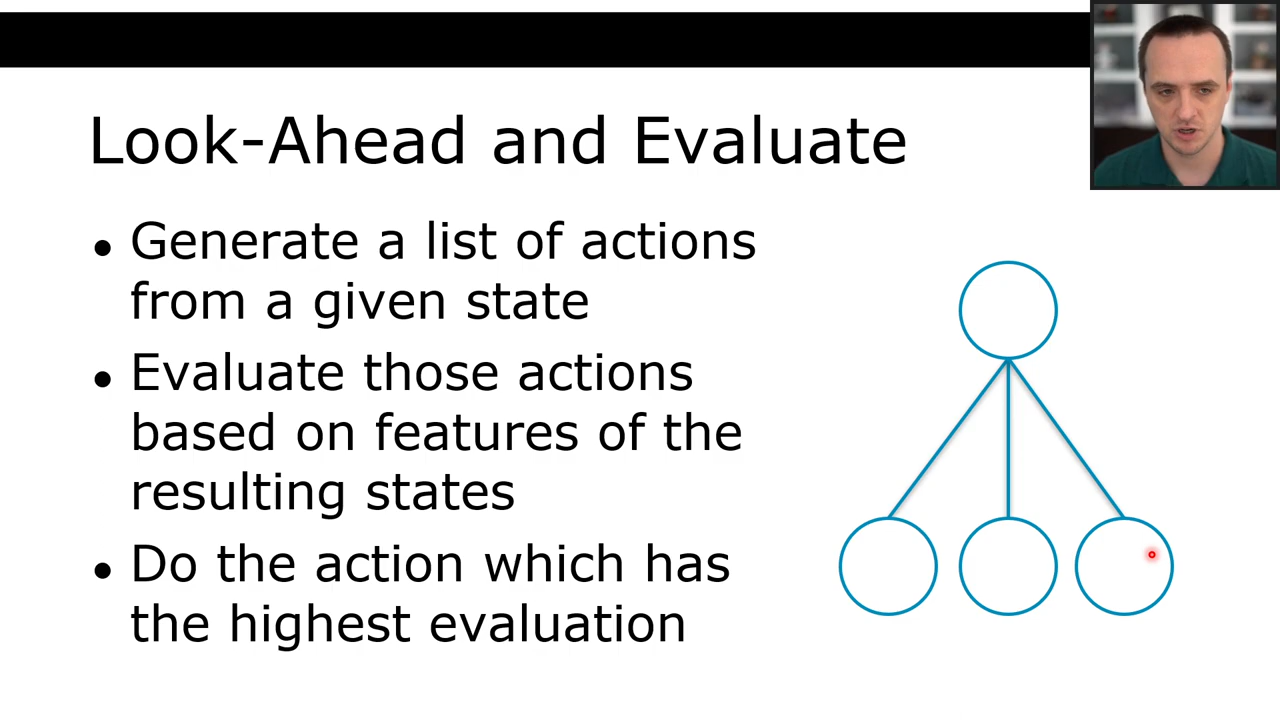 Look-Ahead and Evaluate
• Generate a list of actions
from a given state
• Evaluate those actions
based on features of the
resulting states
• Do the action which has
the highest evaluation